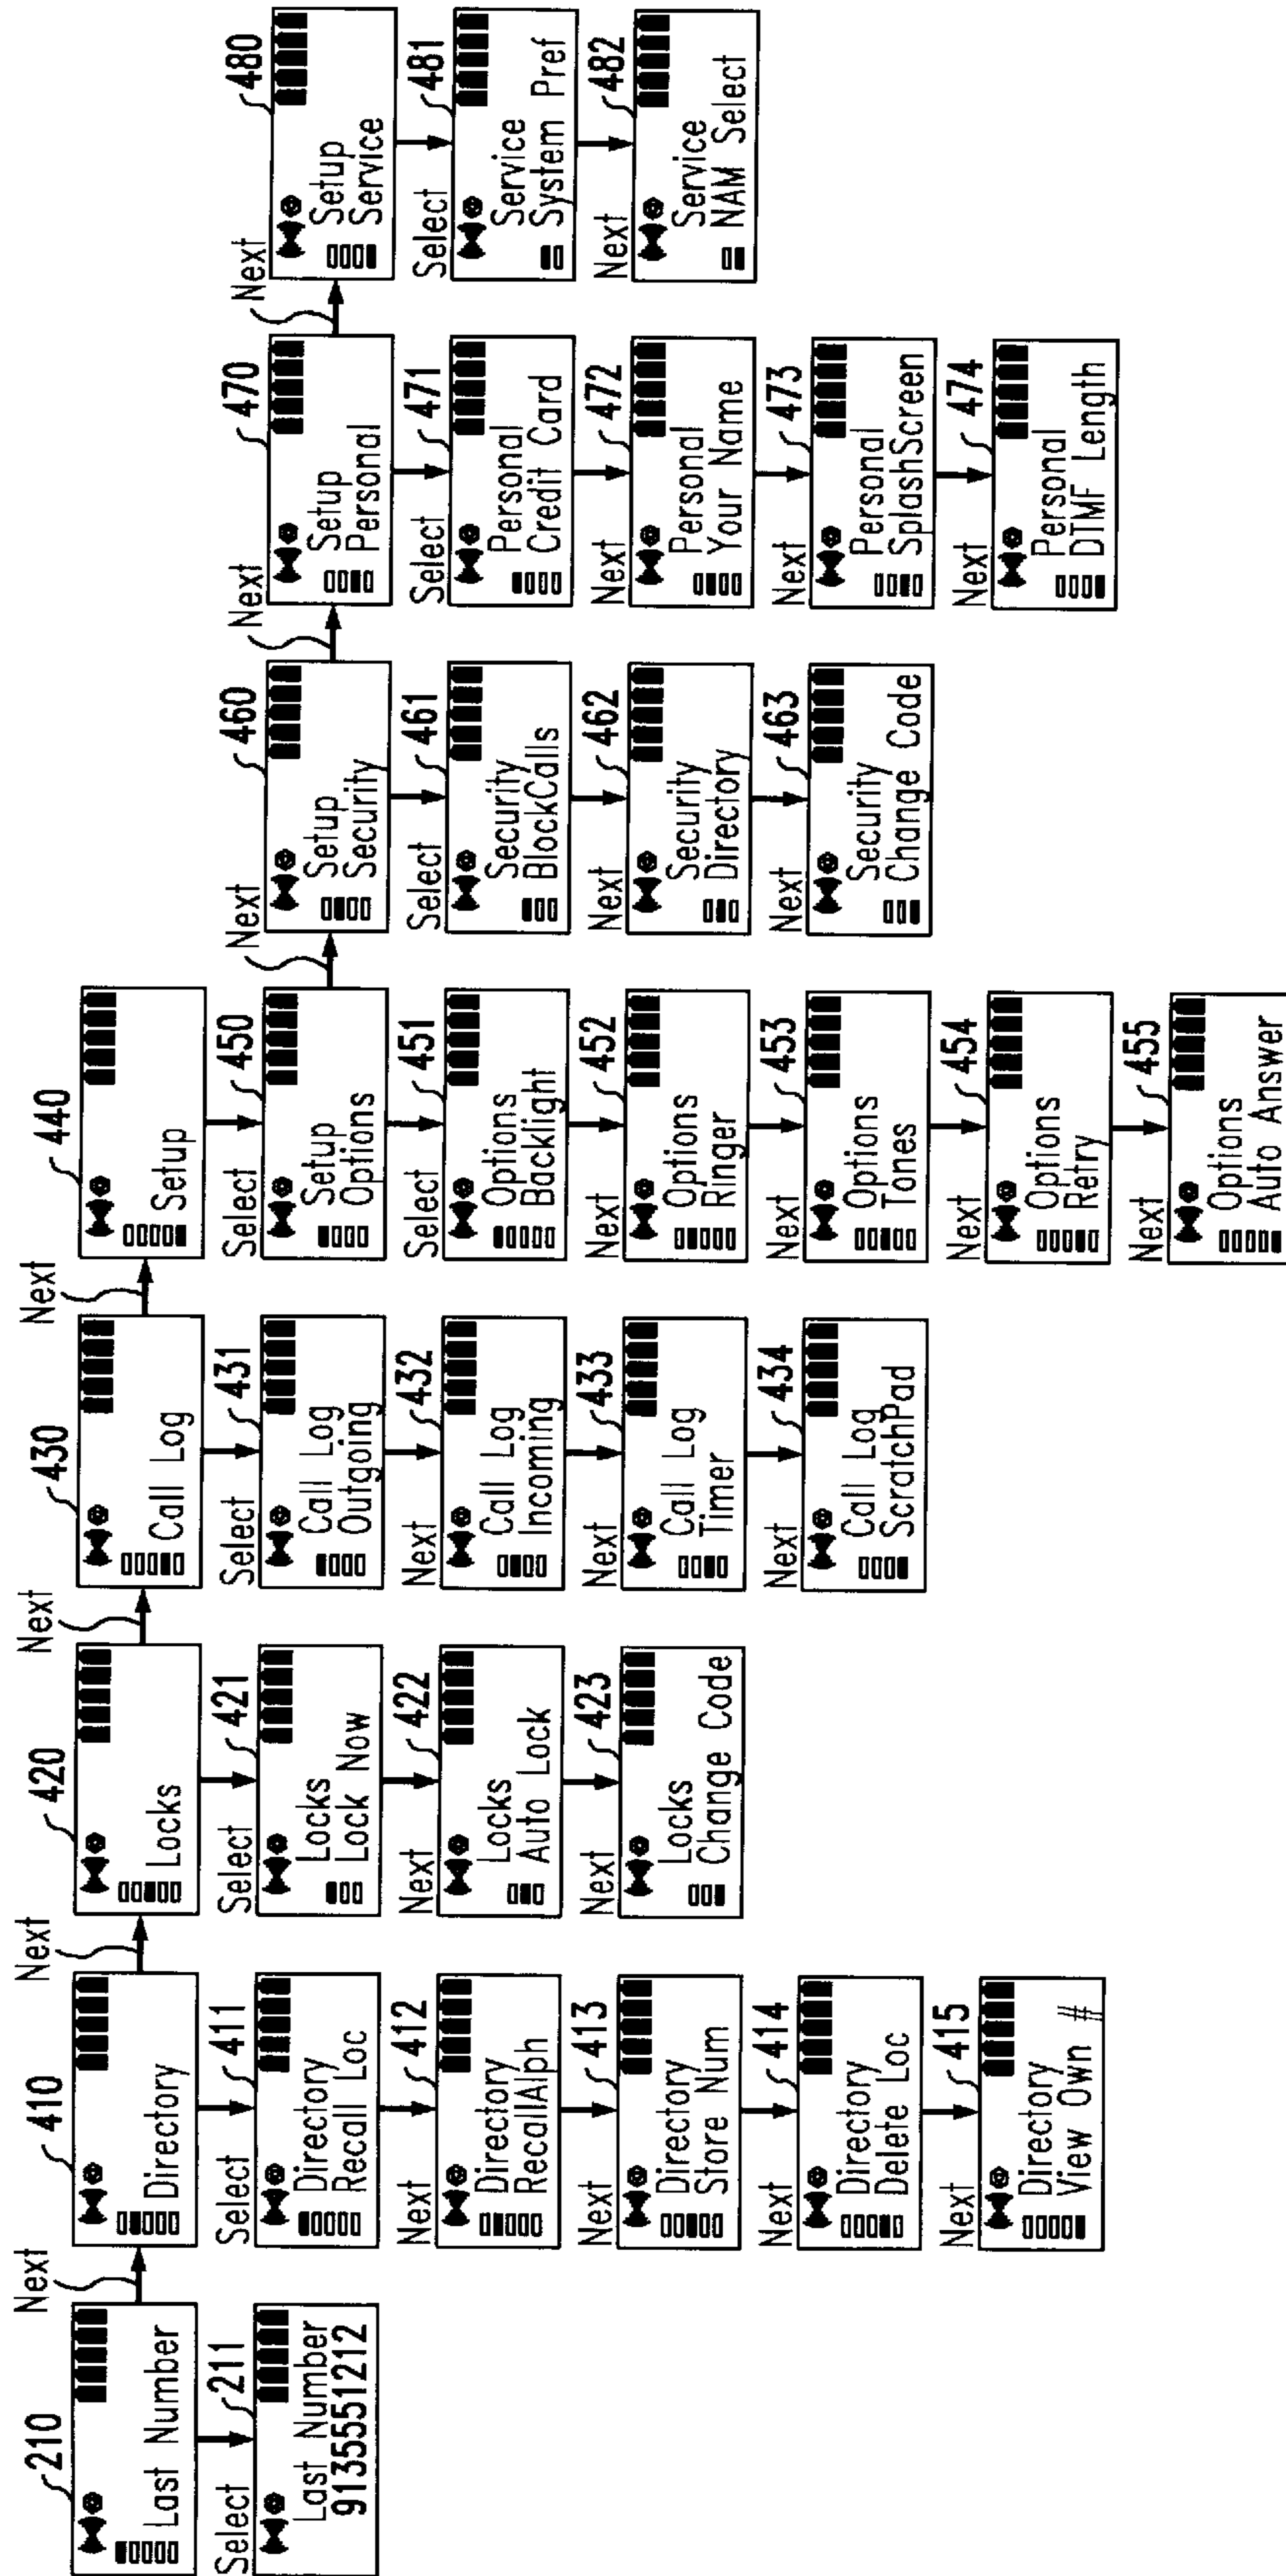 210
Last Number
Select
211
Last Number
9135551212
Next
410
Directory
Select
411
Directory
Recall Loc
Next
412
Directory
RecallAlph
Next
413
Directory
Store Num
Next
414
Directory
Delete Loc
Next
415
Directory
View Own #
Next
420
Locks
Select
421
Locks
Lock Now
Next
422
Locks
Auto Lock
Next
423
Locks
Change Code
Next
430
Call Log
Select
431
Call Log
Outgoing
Next
432
Call Log
Incoming
Next
433
Call Log
Timer
Next
434
Call Log
ScratchPad
Next
440
Setup
Select
450
Setup
Options
Select
451
Options
Backlight
Next
452
Options
Ringer
Next
453
Options
Tones
Next
454
Options
Retry
Next
455
Options
Auto Answer
Next
460
Setup
Security
Select
461
Security
BlockCalls
Next
462
Security
Directory
Next
463
Security
Change Code
Next
470
Setup
Personal
Select
471
Personal
Credit Card
Next
472
Personal
Your Name
Next
473
Personal
SplashScreen
Next
474
Personal
DTMF Length
Next
480
Setup
Service
Select
481
Service
System Pref
Next
482
Service
NAM Select